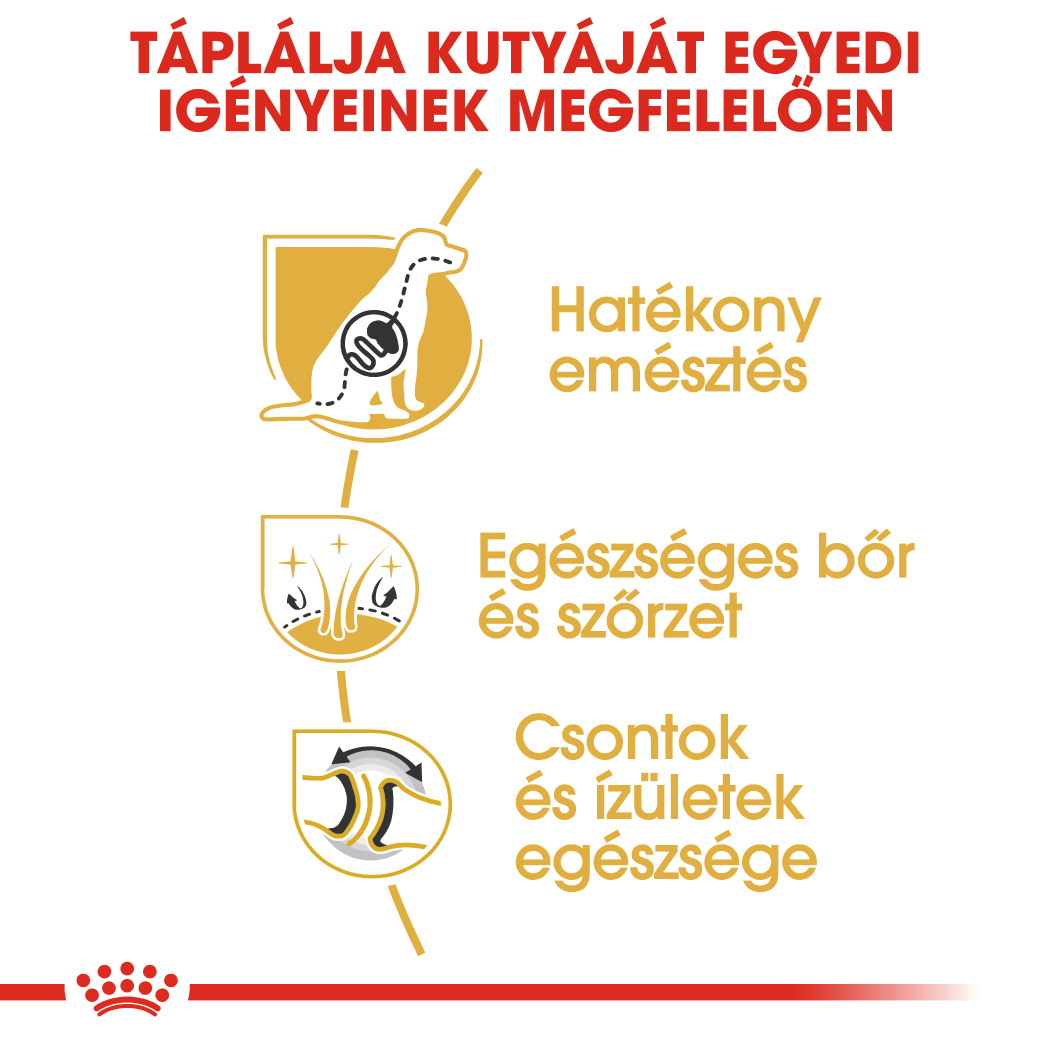 TÁPLÁLJA KUTYÁJÁT EGYEDI
IGÉNYEINEK MEGFELELŐEN
Hatékony
emésztés
Egészséges bőr
és szőrzet
Csontok
és ízületek
egészsége